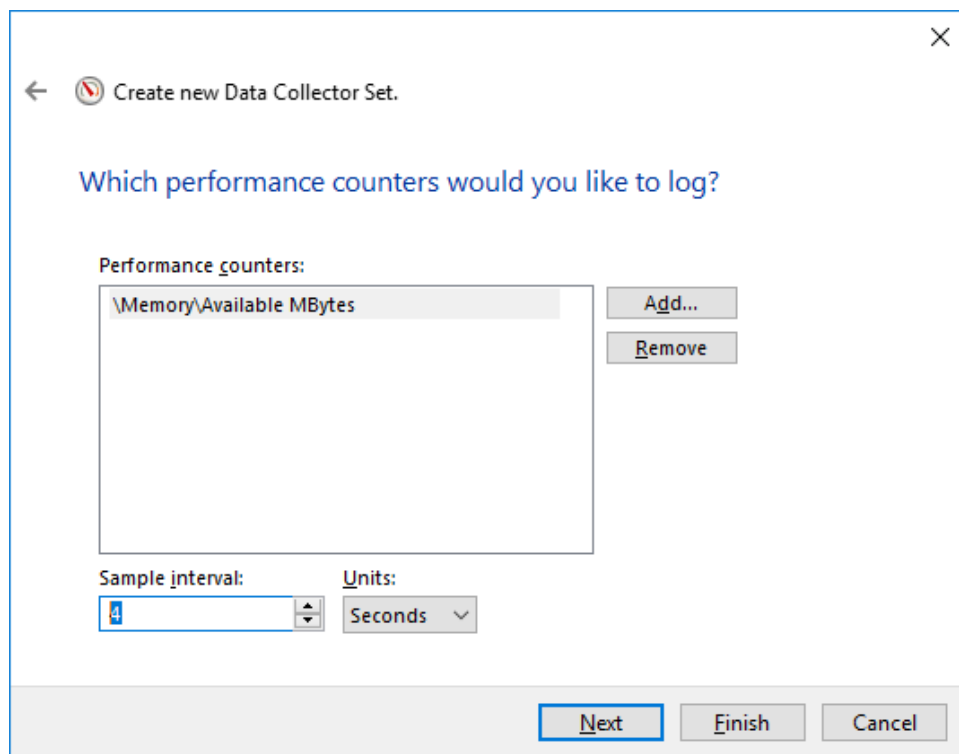 Create new Data Collector Set.
Which performance counters would you like to log?
Performance counters:
\Memory\Available MBytes
Add...
Remove
Sample interval:
Units:
4
Seconds
Next
Finish
Cancel